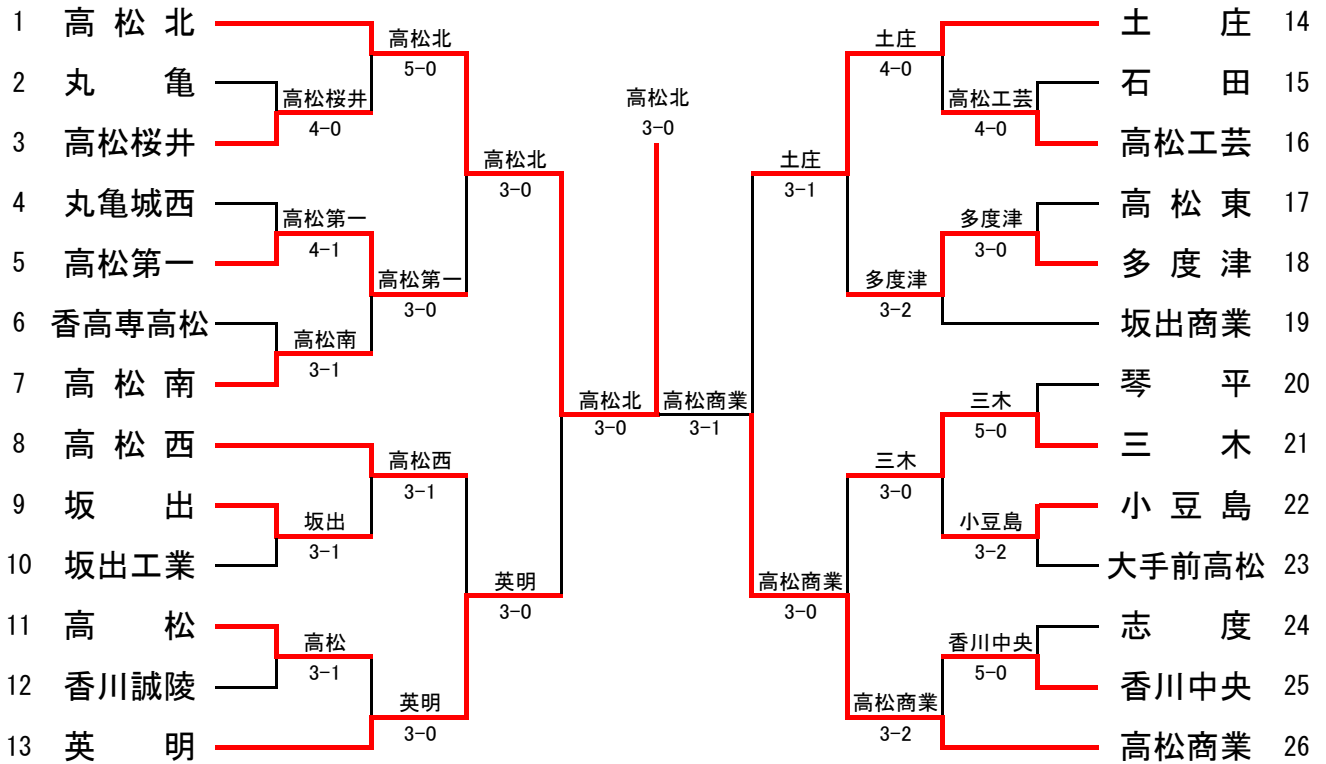 1 高松北
2 丸亀
3 高松桜井
4 丸亀城西
5 高松第一
6 香高専高松
7 高松南
8 高松西
9 坂出
10 坂出工業
11 高松
12 香川誠陵
13 英明
高松桜井
4-0
高松第一
4-1
高松南
3-1
坂出
3-1
高松
3-1
高松北
5-0
高松第一
3-0
高松西
3-1
英明
3-0
高松北
3-0
英明
3-0
高松北
3-0
高松北
3-0
高松商業
3-1
土庄
3-1
高松商業
3-0
土庄
4-0
多度津
3-2
三木
3-0
高松商業
3-2
高松工芸
4-0
多度津
3-0
三木
5-0
小豆島
3-2
香川中央
5-0
土庄 14
石田 15
高松工芸 16
高松東 17
多度津 18
坂出商業 19
琴平 20
三木 21
小豆島 22
大手前高松 23
志度 24
香川中央 25
高松商業 26